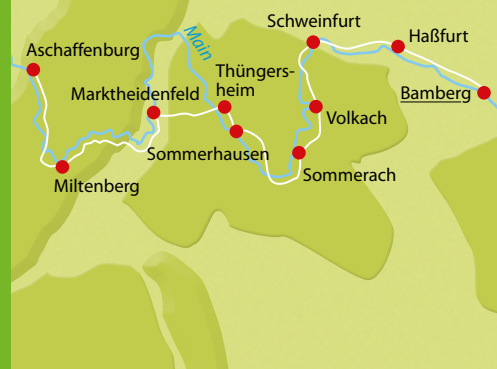 Schweinfurt
Haßfurt
Main
Aschaffenburg
Thüngers-
heim
Marktheidenfeld
Bamberg
Volkach
Sommerhausen
Sommerach
Miltenberg